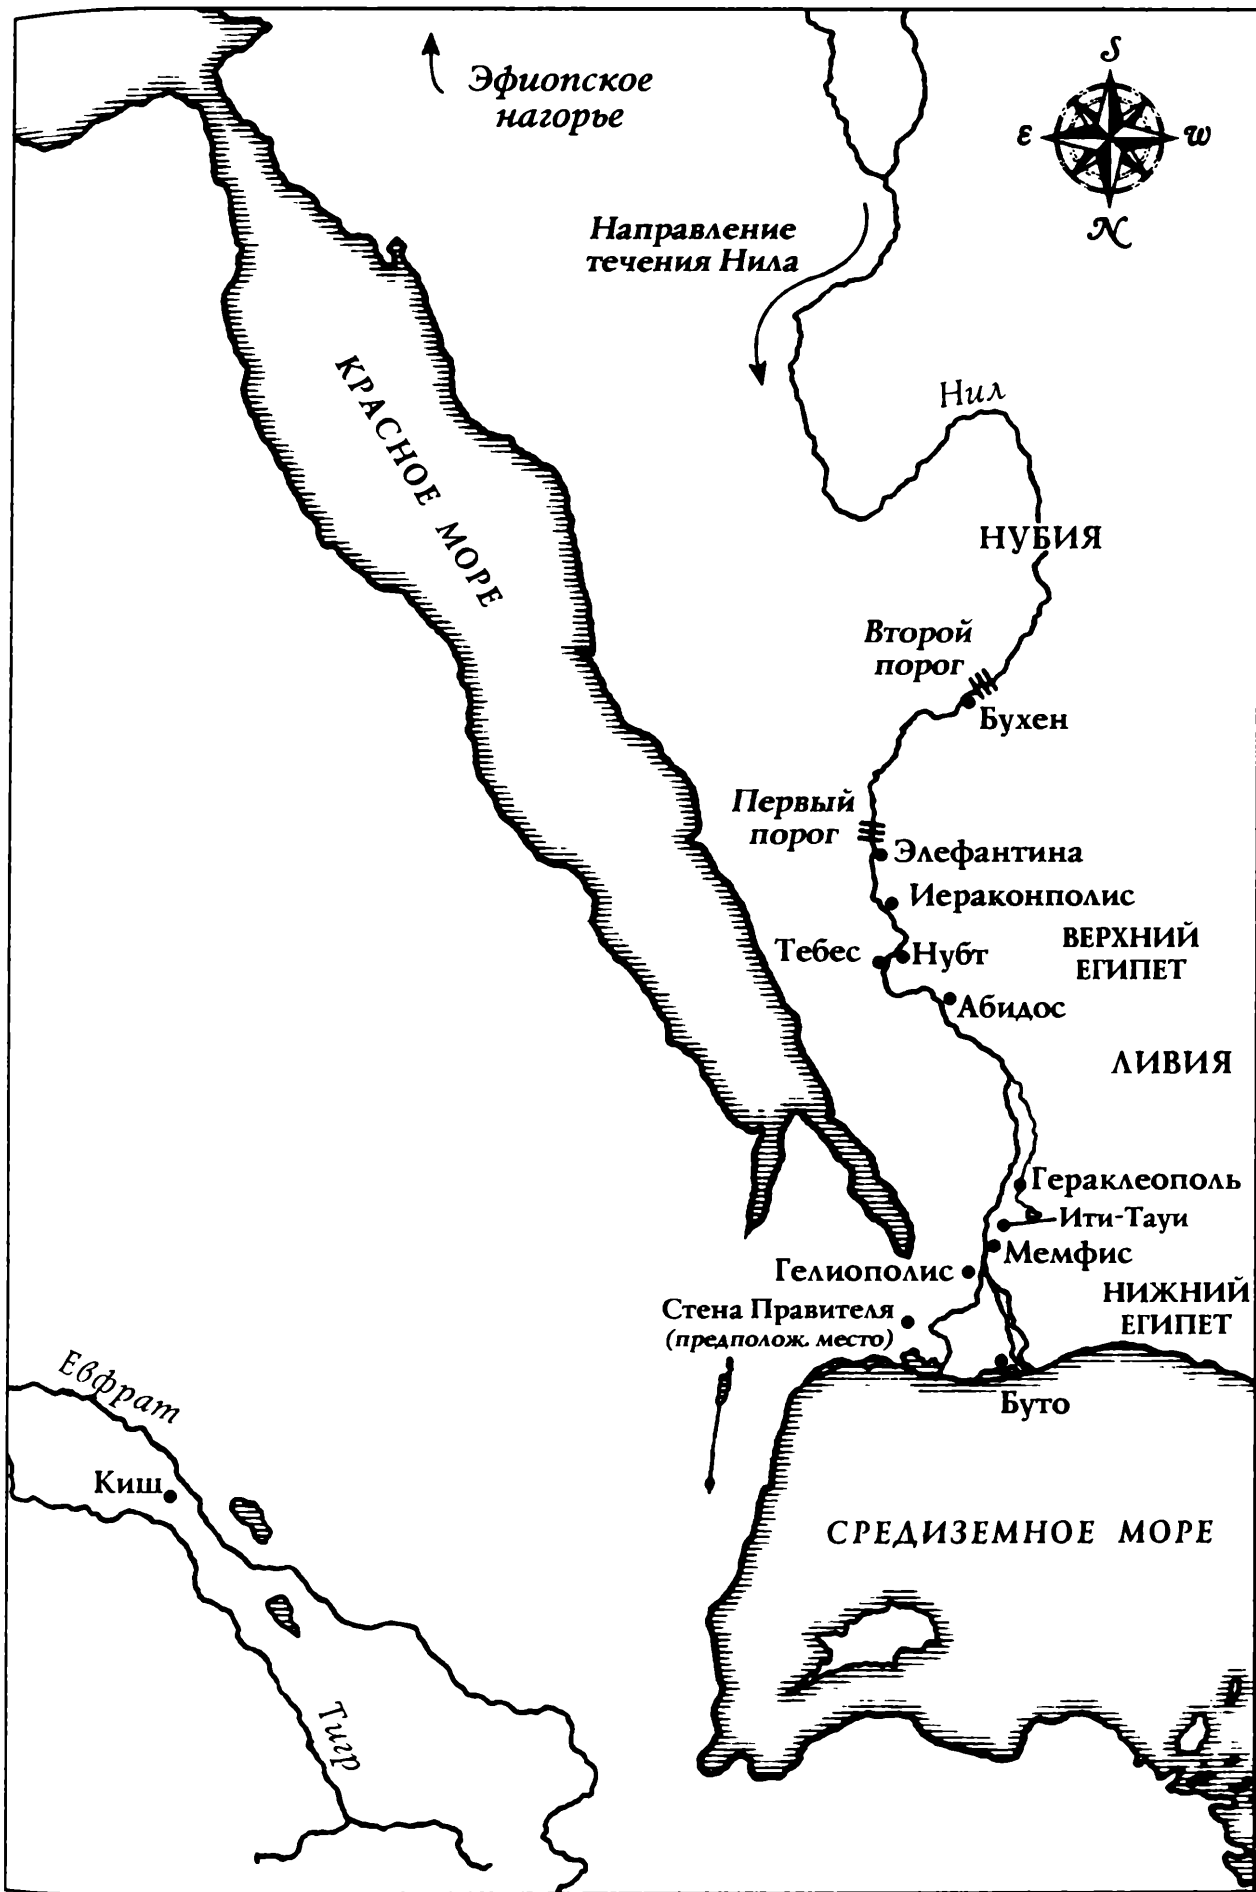 Эфиопское
нагорье
S
E
W
N
Направление
течения Нила
КРАСНОЕ МОРЕ
Нил
НУБИЯ
Второй
порог
Бухен
Первый
порог
Элефантина
Иераконполис
ВЕРХНИЙ
ЕГИПЕТ
Тебес
Нубт
Абидос
ЛИВИЯ
Гераклеополь
Ити-Тауи
Мемфис
Гелиополис
НИЖНИЙ
ЕГИПЕТ
Стена Правителя
(предполож. место)
Евфрат
Буто
Киш
СРЕДИЗЕМНОЕ МОРЕ
Тигр